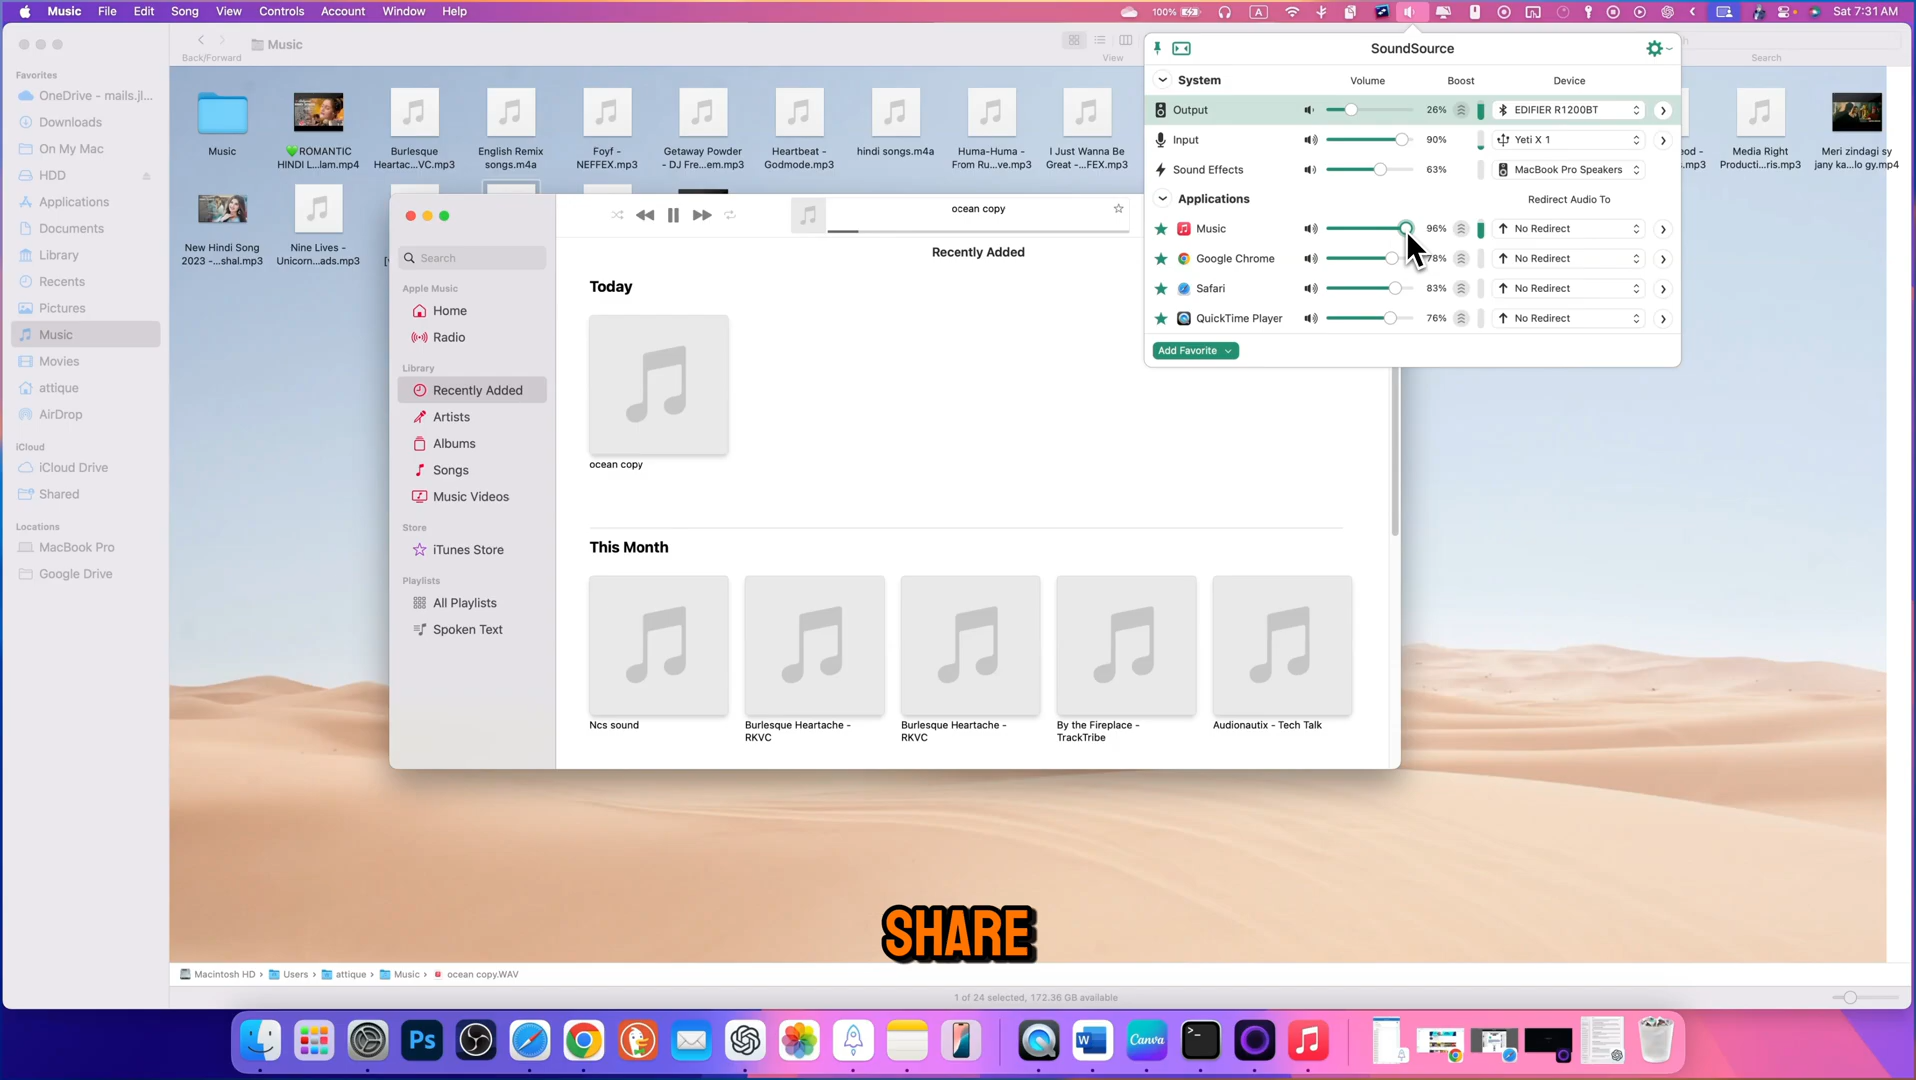 Music File Edit Song View Controls Account Window Help
100% A Sat 7:31 AM
Back/Forward
Music
View
Search
Favorites
OneDrive - mails.jl...
Downloads
On My Mac
HDD
Applications
Documents
Library
Recents
Pictures
Music
Movies
attique
AirDrop
iCloud
iCloud Drive
Shared
Locations
MacBook Pro
Google Drive
Music
💚ROMANTIC
HINDI L...lam.mp4
Burlesque
Heartac...VC.mp3
English Remix
songs.m4a
Foyf -
NEFFEX.mp3
Getaway Powder
- DJ Fre...em.mp3
Heartbeat -
Godmode.mp3
hindi songs.m4a
Huma-Huma -
From Ru...ve.mp3
I Just Wanna Be
Great -...FEX.mp3
Media Right
Producti...ris.mp3
Meri zindagi sy
jany ka...lo gy.mp4
New Hindi Song
2023 -...shal.mp3
Nine Lives -
Unicorn...ads.mp3
SoundSource
System Volume Boost Device
Output 26% EDIFIER R1200BT
Input 90% Yeti X 1
Sound Effects 63% MacBook Pro Speakers
Applications Redirect Audio To
Music 96% No Redirect
Google Chrome 78% No Redirect
Safari 83% No Redirect
QuickTime Player 76% No Redirect
Add Favorite
ocean copy
Search
Apple Music
Home
Radio
Library
Recently Added
Artists
Albums
Songs
Music Videos
Store
iTunes Store
Playlists
All Playlists
Spoken Text
Recently Added
Today
ocean copy
This Month
Ncs sound
Burlesque Heartache -
RKVC
Burlesque Heartache -
RKVC
By the Fireplace -
TrackTribe
Audionautix - Tech Talk
SHARE
Macintosh HD › Users › attique › Music › ocean copy.WAV
1 of 24 selected, 172.36 GB available
Ps
W
Canva